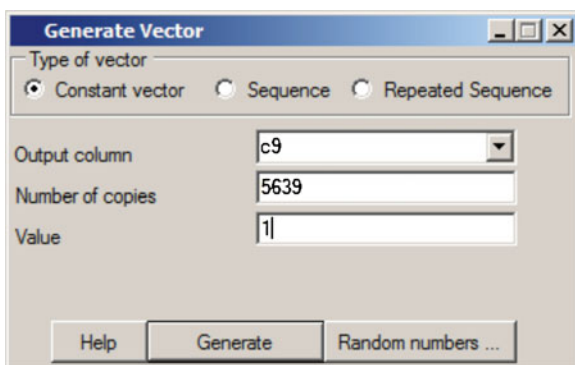 Generate Vector
Type of vector
Constant vector Sequence Repeated Sequence
Output column c9
Number of copies 5639
Value 1
Help Generate Random numbers ...